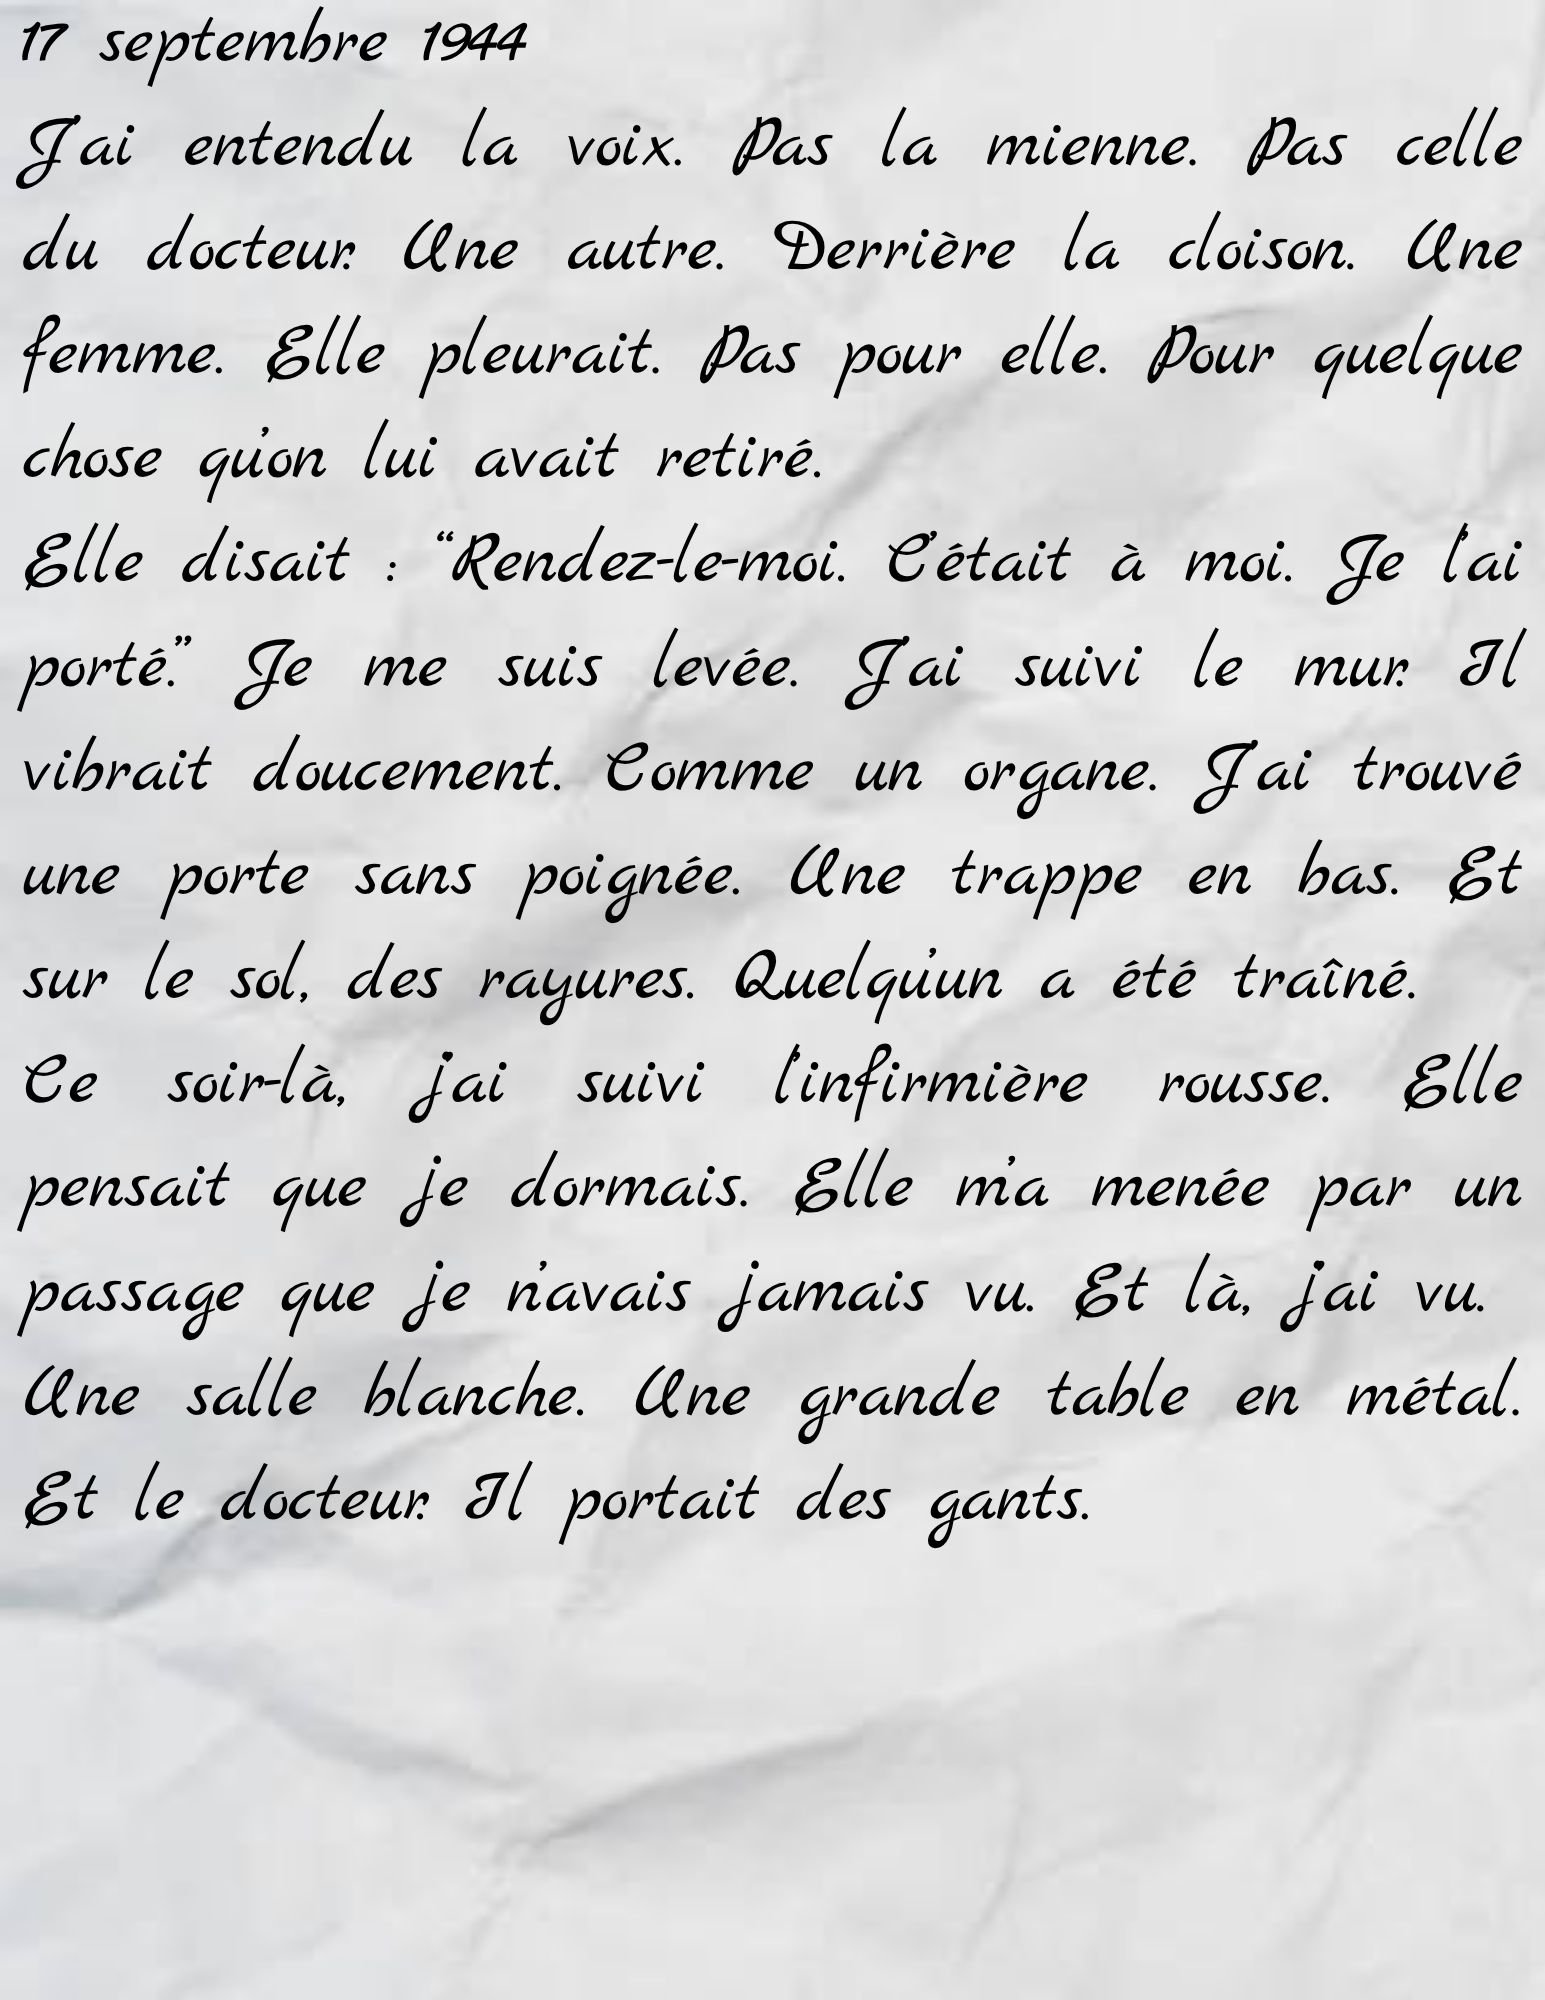 17 septembre 1944
J'ai entendu la voix. Pas la mienne. Pas celle
du docteur. Une autre. Derrière la cloison. Une
femme. Elle pleurait. Pas pour elle. Pour quelque
chose qu'on lui avait retiré.
Elle disait : “Rendez-le-moi. C'était à moi. Je l'ai
porté.” Je me suis levée. J'ai suivi le mur. Il
vibrait doucement. Comme un organe. J'ai trouvé
une porte sans poignée. Une trappe en bas. Et
sur le sol, des rayures. Quelqu'un a été traîné.
Ce soir-là, j'ai suivi l'infirmière rousse. Elle
pensait que je dormais. Elle m'a menée par un
passage que je n'avais jamais vu. Et là, j'ai vu.
Une salle blanche. Une grande table en métal.
Et le docteur. Il portait des gants.